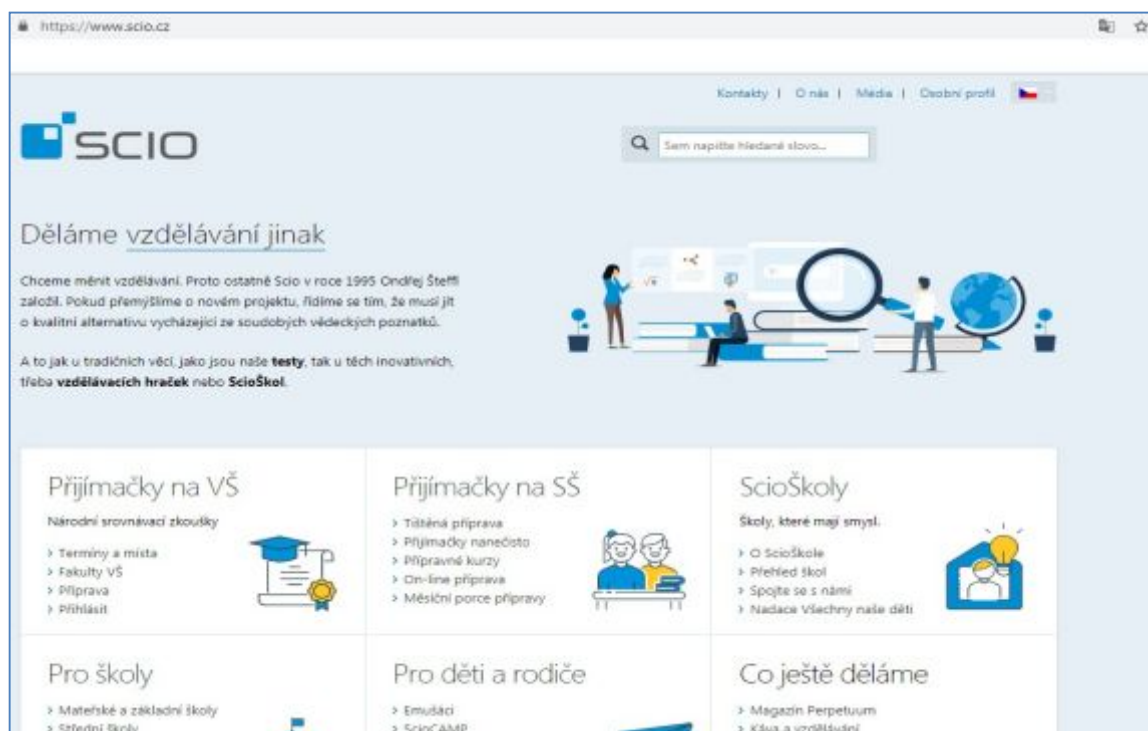 https://www.scio.cz
Kontakty | O nás | Média | Osobní profil
SCIO
Sem napište hledané slovo...
Děláme vzdělávání jinak
Chceme měnit vzdělávání. Proto ostatně Scio v roce 1995 Ondřej Šteffl
založil. Pokud přemýšlíme o novém projektu, řídíme se tím, že musí jít
o kvalitní alternativu vycházející ze soudobých vědeckých poznatků.
A to jak u tradičních věcí, jako jsou naše testy, tak u těch inovativních,
třeba vzdělávacích hraček nebo ScioŠkol.
Přijímačky na VŠ
Národní srovnávací zkoušky
> Termíny a místa
> Fakulty VŠ
> Příprava
> Přihlásit
Přijímačky na SŠ
> Tištěná příprava
> Přijímačky nanečisto
> Přípravné kurzy
> On-line příprava
> Měsíční porce přípravy
ScioŠkoly
Školy, které mají smysl.
> O ScioŠkole
> Přehled škol
> Spojte se s námi
> Nadace Všechny naše děti
Pro školy
> Mateřské a základní školy
> Střední školy
Pro děti a rodiče
> Emušáci
> ScioCAMP
Co ještě děláme
> Magazín Perpetuum
> Káva a vzdělávání